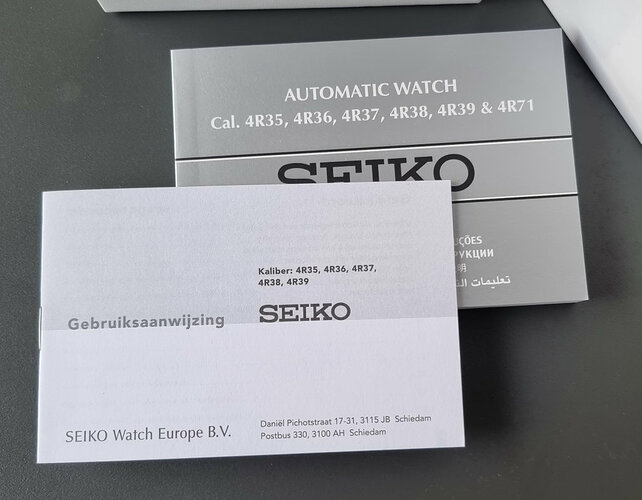 AUTOMATIC WATCH
Cal. 4R35, 4R36, 4R37, 4R38, 4R39 & 4R71
SEIKO
Kaliber: 4R35, 4R36, 4R37,
4R38, 4R39
Gebruiksaanwijzing
SEIKO
SEIKO Watch Europe B.V.
Daniël Pichotstraat 17-31, 3115 JB Schiedam
Postbus 330, 3100 AH Schiedam
تعليمات